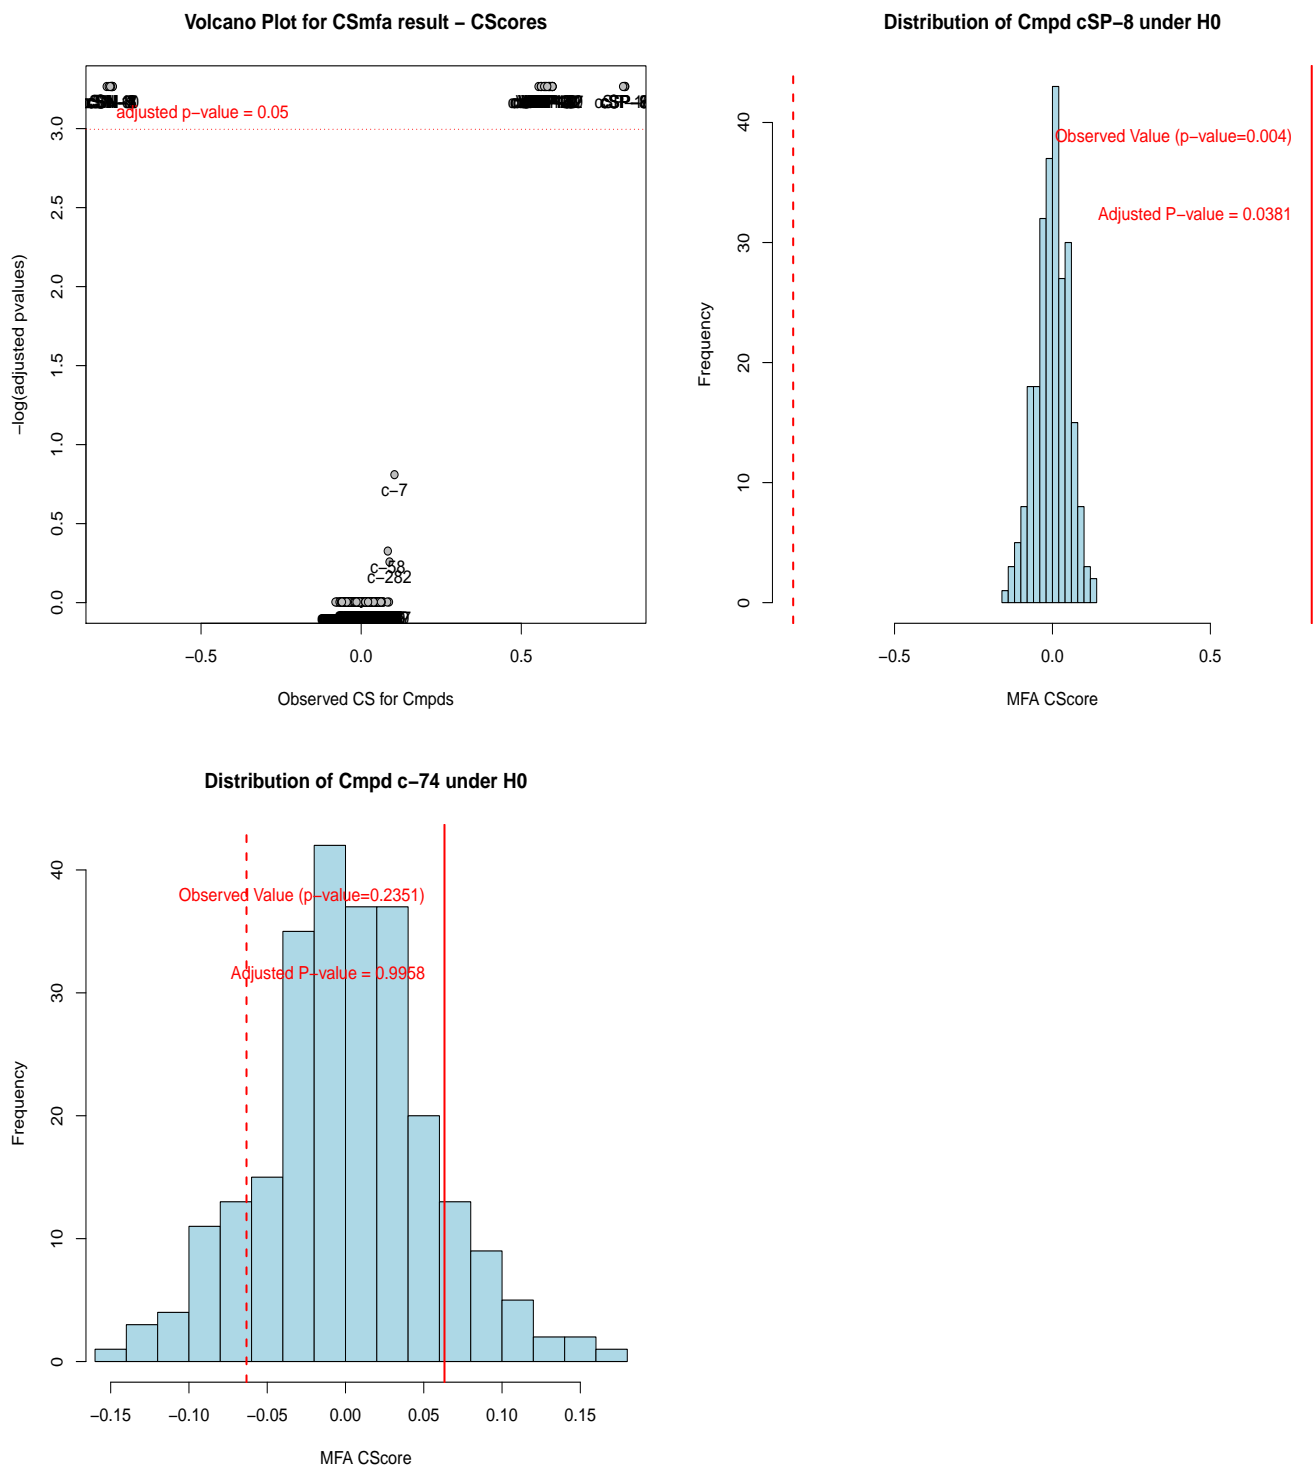 Volcano Plot for CSmfa result − CScores
adjusted p−value = 0.05
c−7
c−58
c−282
−log(adjusted pvalues)
0.0
0.5
1.0
1.5
2.0
2.5
3.0
−0.5 0.0 0.5
Observed CS for Cmpds
Distribution of Cmpd cSP−8 under H0
Observed Value (p−value=0.004)
Adjusted P−value = 0.0381
Frequency
0
10
20
30
40
−0.5 0.0 0.5
MFA CScore
Distribution of Cmpd c−74 under H0
Observed Value (p−value=0.2351)
Adjusted P−value = 0.9958
Frequency
0
10
20
30
40
−0.15 −0.10 −0.05 0.00 0.05 0.10 0.15
MFA CScore